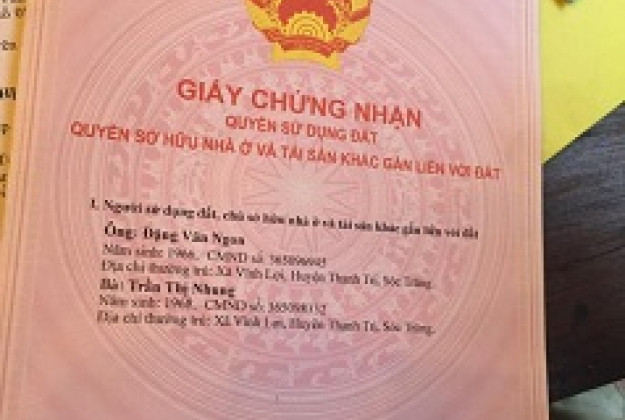 GIẤY CHỨNG NHẬN
QUYỀN SỬ DỤNG ĐẤT
QUYỀN SỞ HỮU NHÀ Ở VÀ TÀI SẢN KHÁC GẮN LIỀN VỚI ĐẤT
I. Người sử dụng đất, chủ sở hữu nhà ở và tài sản khác gắn liền với đất
Ông: Đặng Văn Ngon
Năm sinh: 1966, CMND số:
Địa chỉ thường trú: Xã Vĩnh Lợi, Huyện Thạnh Trị, Sóc Trăng.
Bà: Trần Thị Nhung
Năm sinh: 1968, CMND số:
Địa chỉ thường trú: Xã Vĩnh Lợi, Huyện Thạnh Trị, Sóc Trăng.